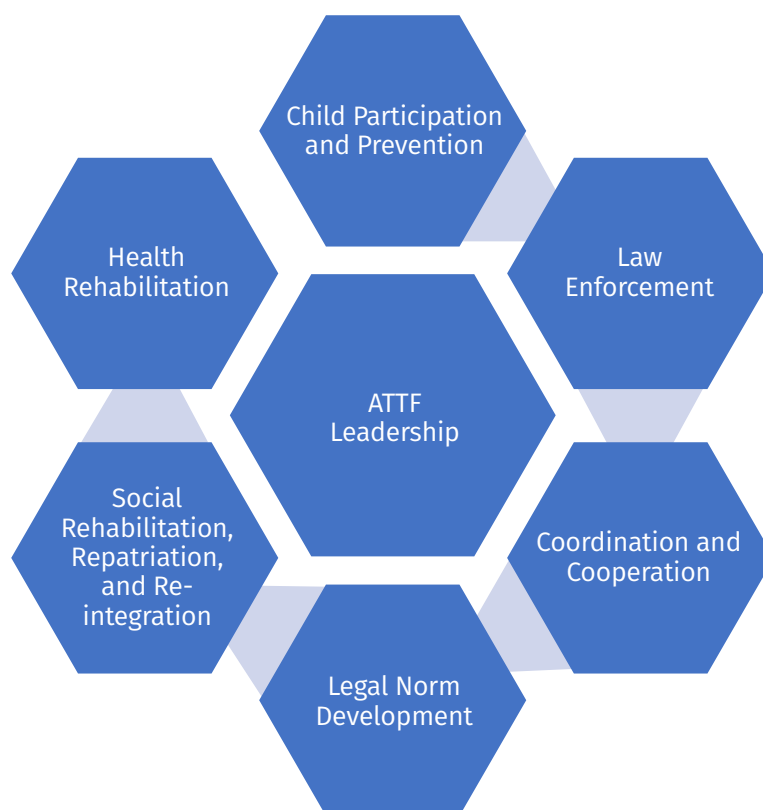 Child Participation
and Prevention
Health
Rehabilitation
Law
Enforcement
ATTF
Leadership
Social
Rehabilitation,
Repatriation,
and Re-
integration
Coordination and
Cooperation
Legal Norm
Development